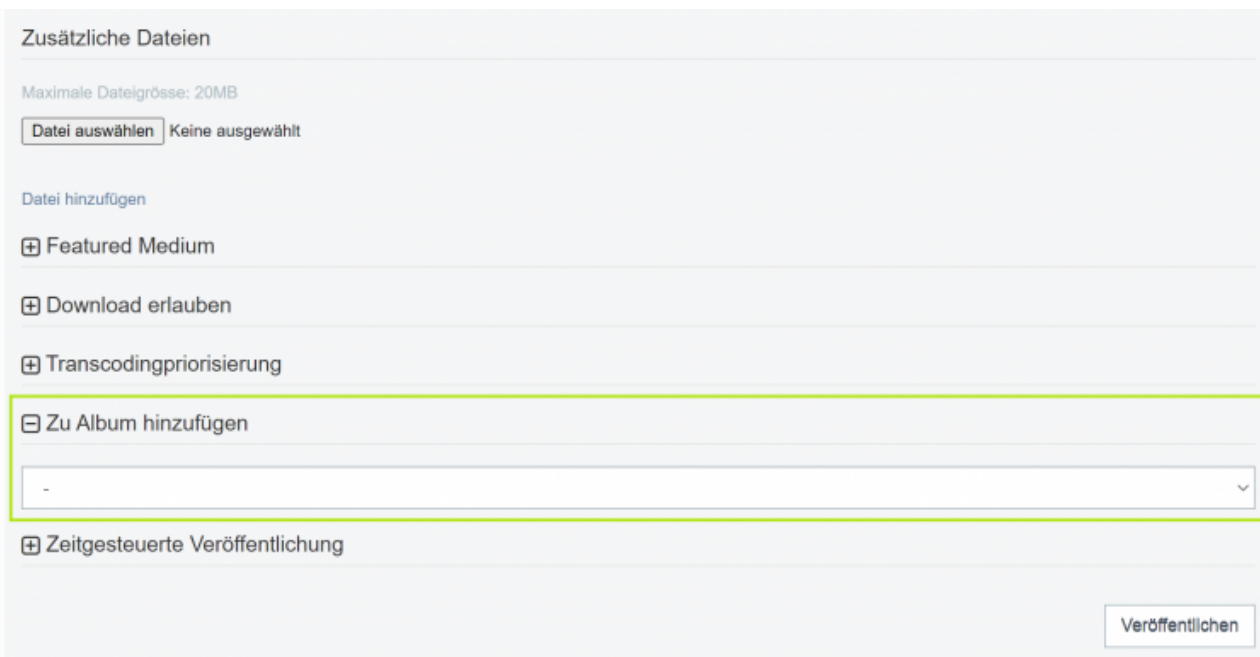 Zusätzliche Dateien
Maximale Dateigrösse: 20MB
Datei auswählen Keine ausgewählt
Datei hinzufügen
Featured Medium
Download erlauben
Transcodingpriorisierung
Zu Album hinzufügen
-
Zeitgesteuerte Veröffentlichung
Veröffentlichen